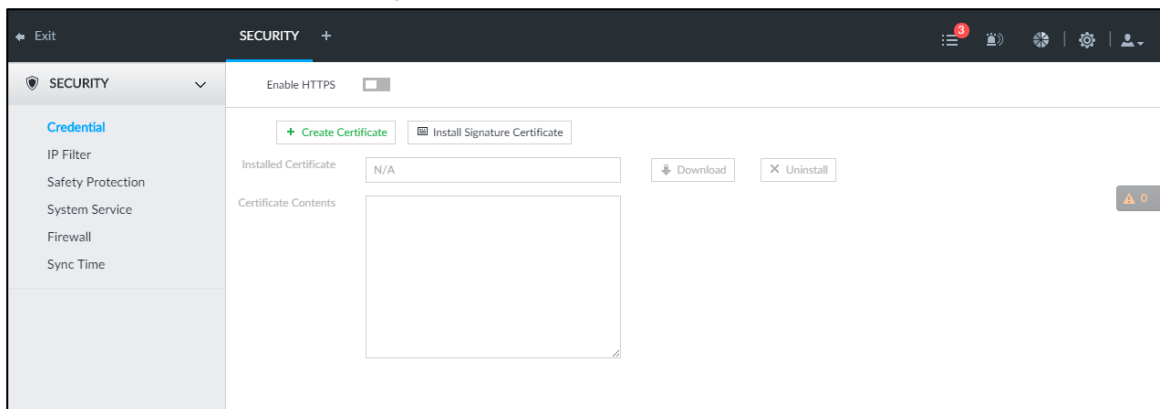 Exit
SECURITY +
3
SECURITY
Enable HTTPS
Credential
IP Filter
Safety Protection
System Service
Firewall
Sync Time
+ Create Certificate
Install Signature Certificate
Installed Certificate
N/A
Download
Uninstall
Certificate Contents
0